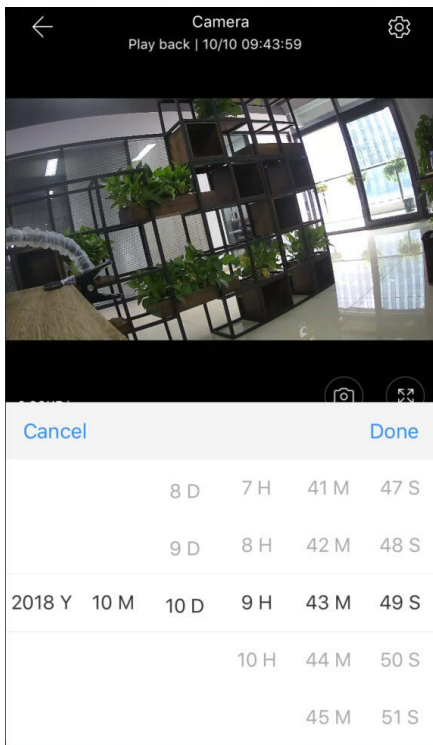 Camera
Play back | 10/10 09:43:59
Cancel Done
8 D 7 H 41 M 47 S
9 D 8 H 42 M 48 S
2018 Y 10 M 10 D 9 H 43 M 49 S
10 H 44 M 50 S
45 M 51 S